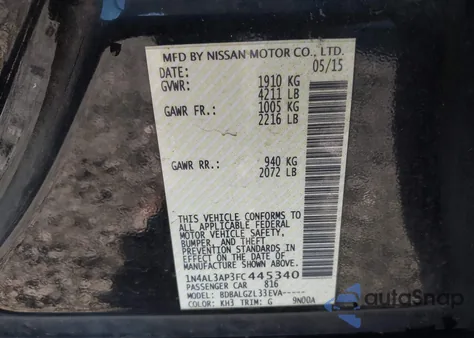 MFD BY NISSAN MOTOR CO., LTD.
DATE: 05/15
GVWR: 1910 KG
4211 LB
GAWR FR.: 1005 KG
2216 LB
GAWR RR.: 940 KG
2072 LB
THIS VEHICLE CONFORMS TO
ALL APPLICABLE FEDERAL
MOTOR VEHICLE SAFETY,
BUMPER, AND THEFT
PREVENTION STANDARDS IN
EFFECT ON THE DATE OF
MANUFACTURE SHOWN ABOVE.
1N4AL3AP3FC445340
PASSENGER CAR 816
MODEL: BDBALGZL33EVA-----
COLOR: KH3 TRIM: G 9N00A
autoSnap